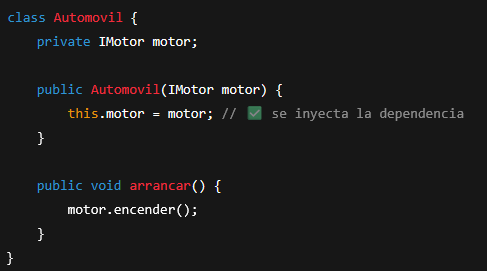 class Automovil {
    private IMotor motor;

    public Automovil(IMotor motor) {
        this.motor = motor; // ✅ se inyecta la dependencia
    }

    public void arrancar() {
        motor.encender();
    }
}